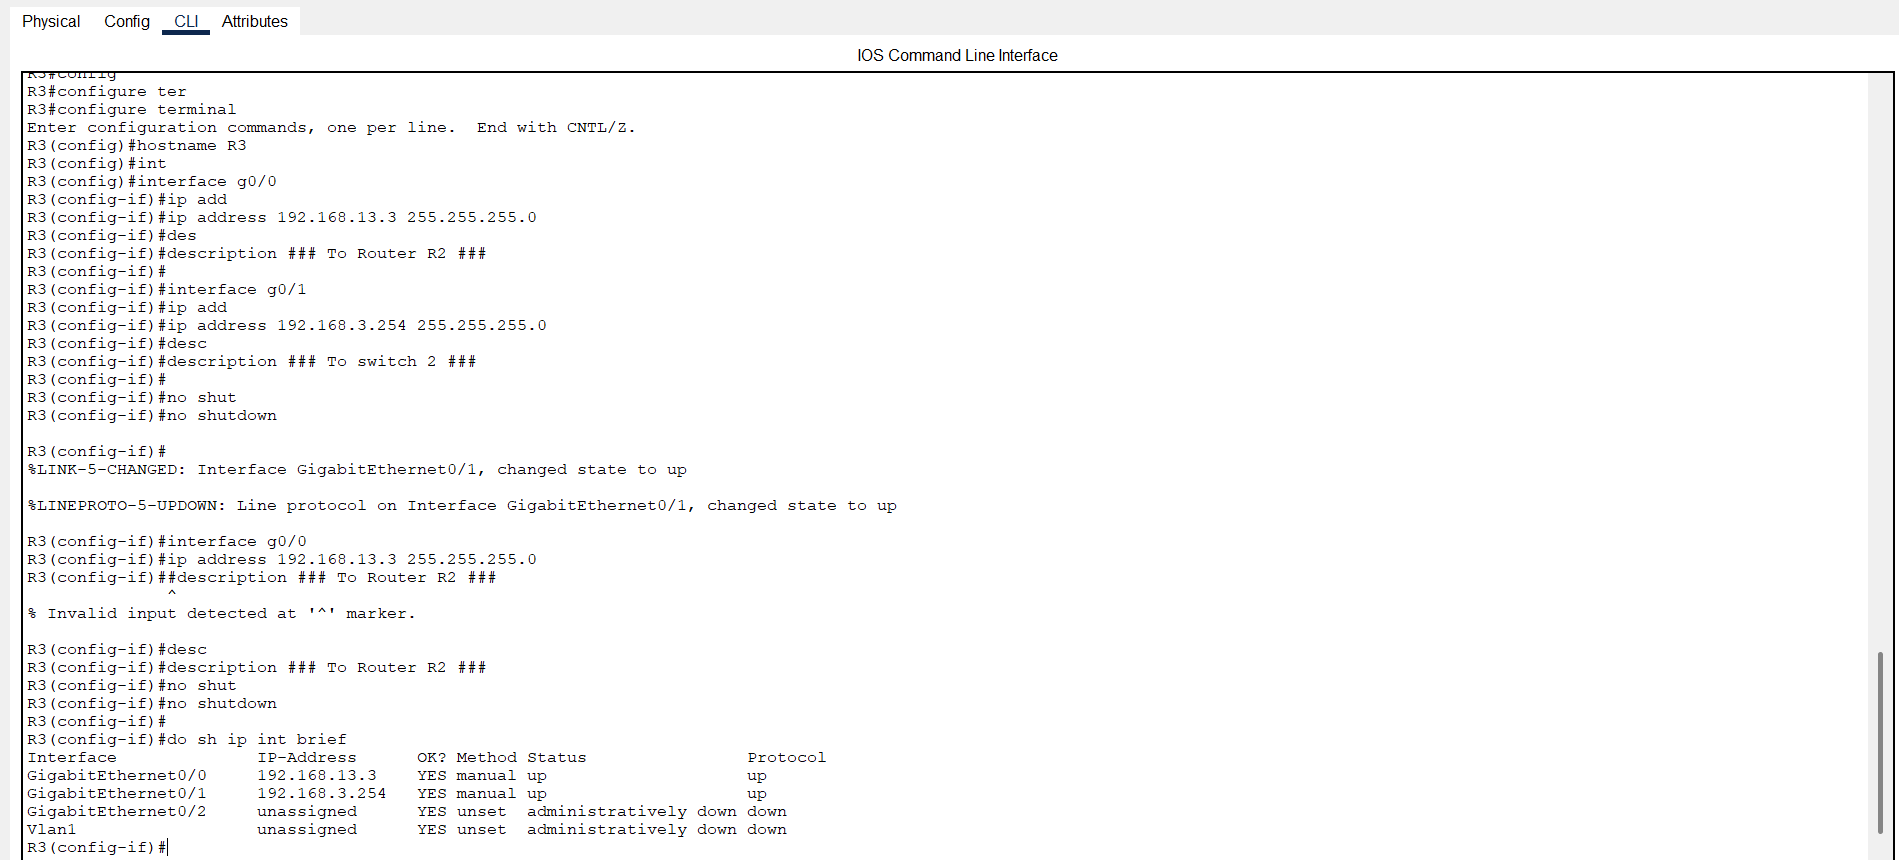 Physical Config CLI Attributes
IOS Command Line Interface
R3#config
R3#configure ter
R3#configure terminal
Enter configuration commands, one per line.  End with CNTL/Z.
R3(config)#hostname R3
R3(config)#int
R3(config)#interface g0/0
R3(config-if)#ip add
R3(config-if)#ip address 192.168.13.3 255.255.255.0
R3(config-if)#des
R3(config-if)#description ### To Router R2 ###
R3(config-if)#
R3(config-if)#interface g0/1
R3(config-if)#ip add
R3(config-if)#ip address 192.168.3.254 255.255.255.0
R3(config-if)#desc
R3(config-if)#description ### To switch 2 ###
R3(config-if)#
R3(config-if)#no shut
R3(config-if)#no shutdown
R3(config-if)#
%LINK-5-CHANGED: Interface GigabitEthernet0/1, changed state to up
%LINEPROTO-5-UPDOWN: Line protocol on Interface GigabitEthernet0/1, changed state to up
R3(config-if)#interface g0/0
R3(config-if)#ip address 192.168.13.3 255.255.255.0
R3(config-if)##description ### To Router R2 ###
^
% Invalid input detected at '^' marker.
R3(config-if)#desc
R3(config-if)#description ### To Router R2 ###
R3(config-if)#no shut
R3(config-if)#no shutdown
R3(config-if)#
R3(config-if)#do sh ip int brief
Interface IP-Address OK? Method Status Protocol
GigabitEthernet0/0 192.168.13.3 YES manual up up
GigabitEthernet0/1 192.168.3.254 YES manual up up
GigabitEthernet0/2 unassigned YES unset administratively down down
Vlan1 unassigned YES unset administratively down down
R3(config-if)#